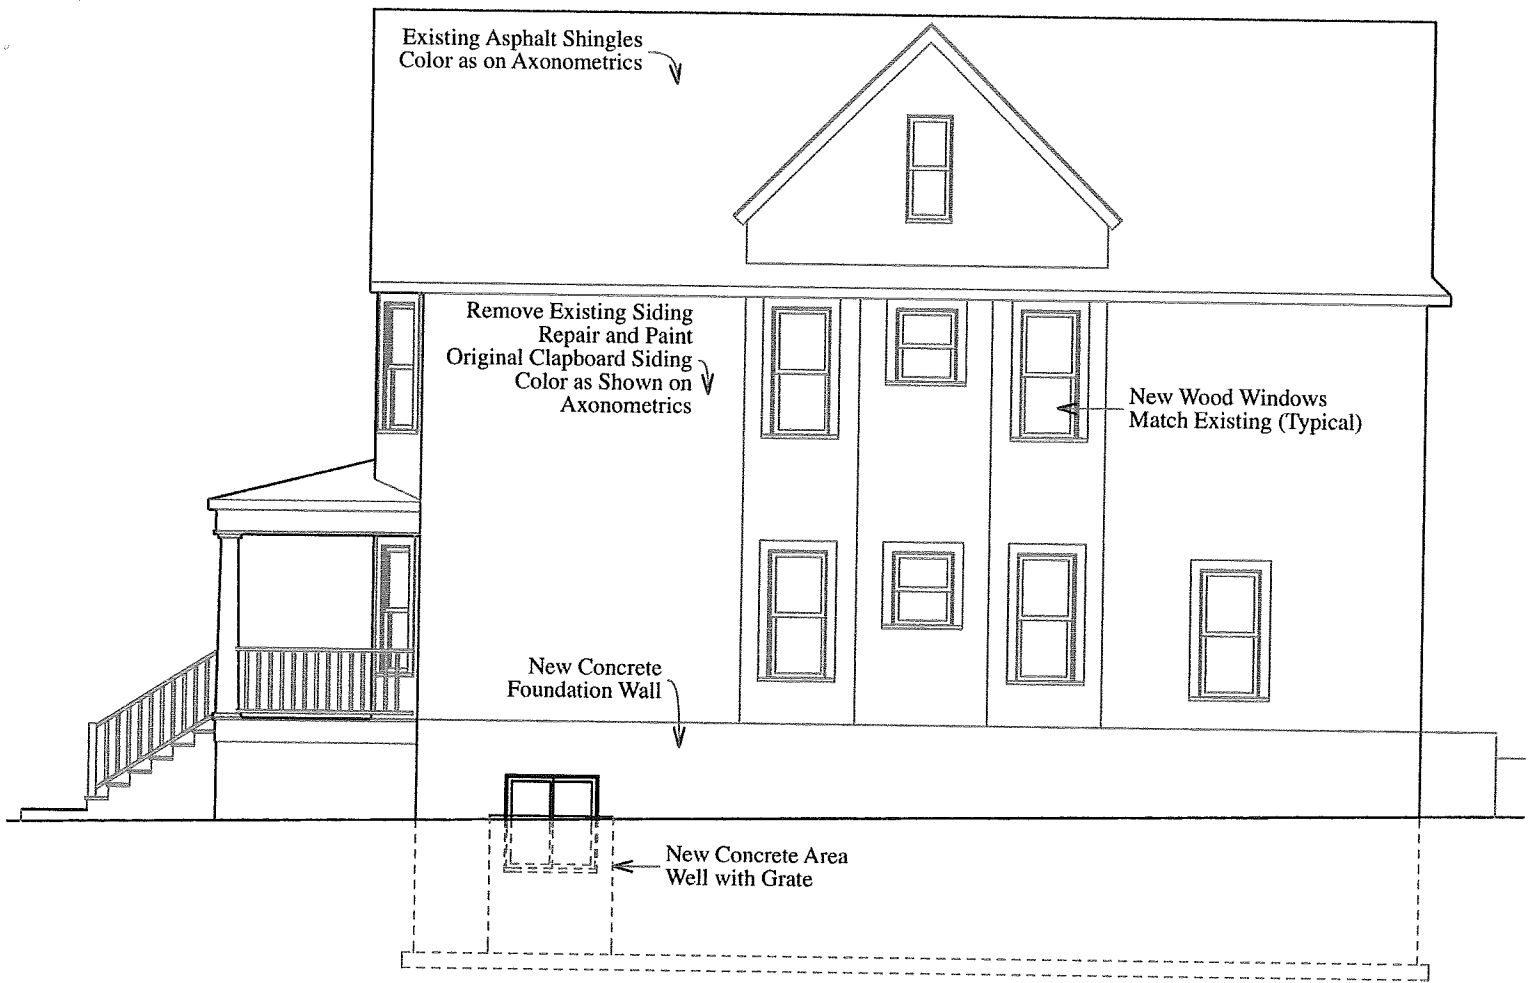 Existing Asphalt Shingles
Color as on Axonometrics
Remove Existing Siding
Repair and Paint
Original Clapboard Siding
Color as Shown on
Axonometrics
New Wood Windows
Match Existing (Typical)
New Concrete
Foundation Wall
New Concrete Area
Well with Grate